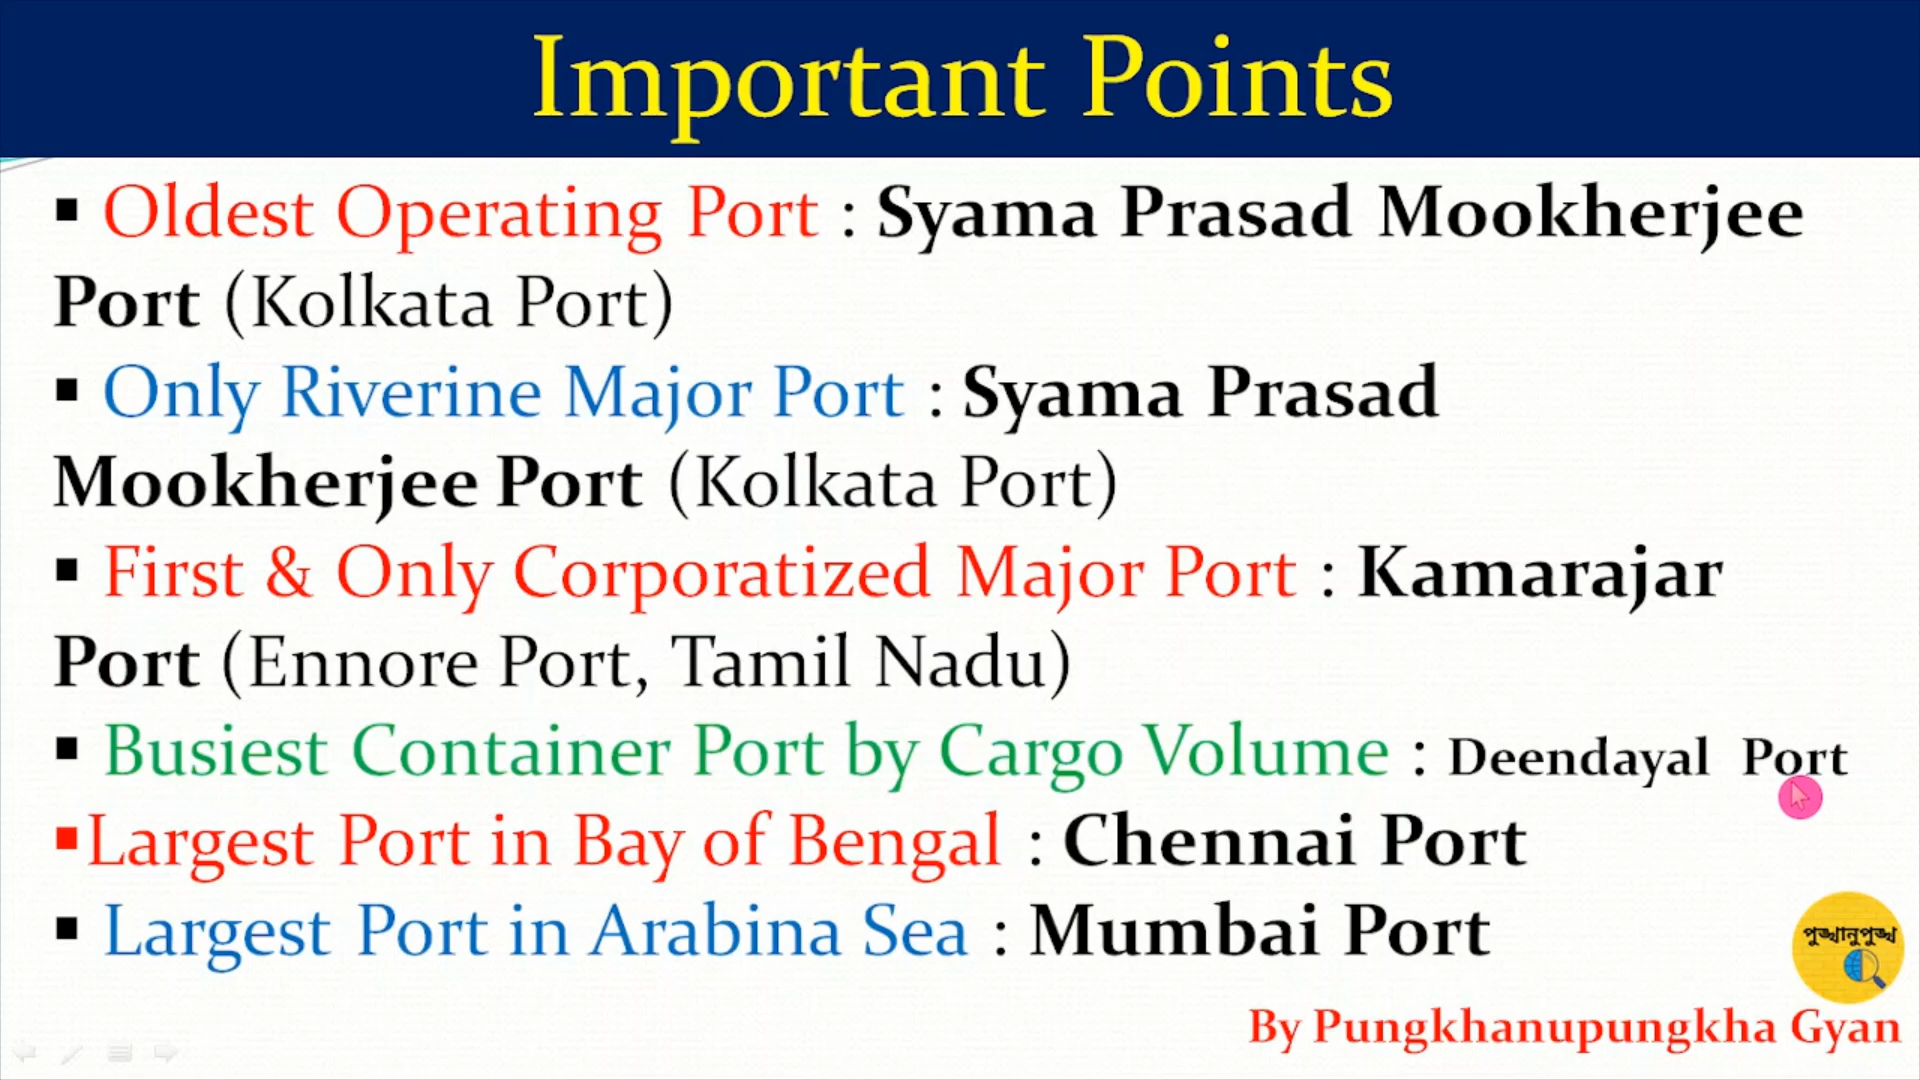 Important Points
▪ Oldest Operating Port : Syama Prasad Mookherjee
Port (Kolkata Port)
▪ Only Riverine Major Port : Syama Prasad
Mookherjee Port (Kolkata Port)
▪ First & Only Corporatized Major Port : Kamarajar
Port (Ennore Port, Tamil Nadu)
▪ Busiest Container Port by Cargo Volume : Deendayal Port
▪Largest Port in Bay of Bengal : Chennai Port
▪ Largest Port in Arabina Sea : Mumbai Port
পুঙ্খানুপুঙ্খ
By Pungkhanupungkha Gyan